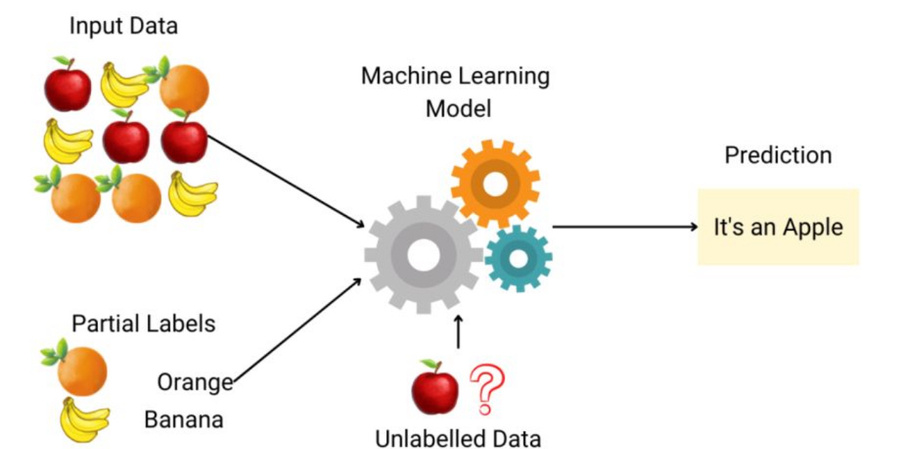 Input Data
Machine Learning
Model
Prediction
It's an Apple
Partial Labels
Orange
Banana
?
Unlabelled Data